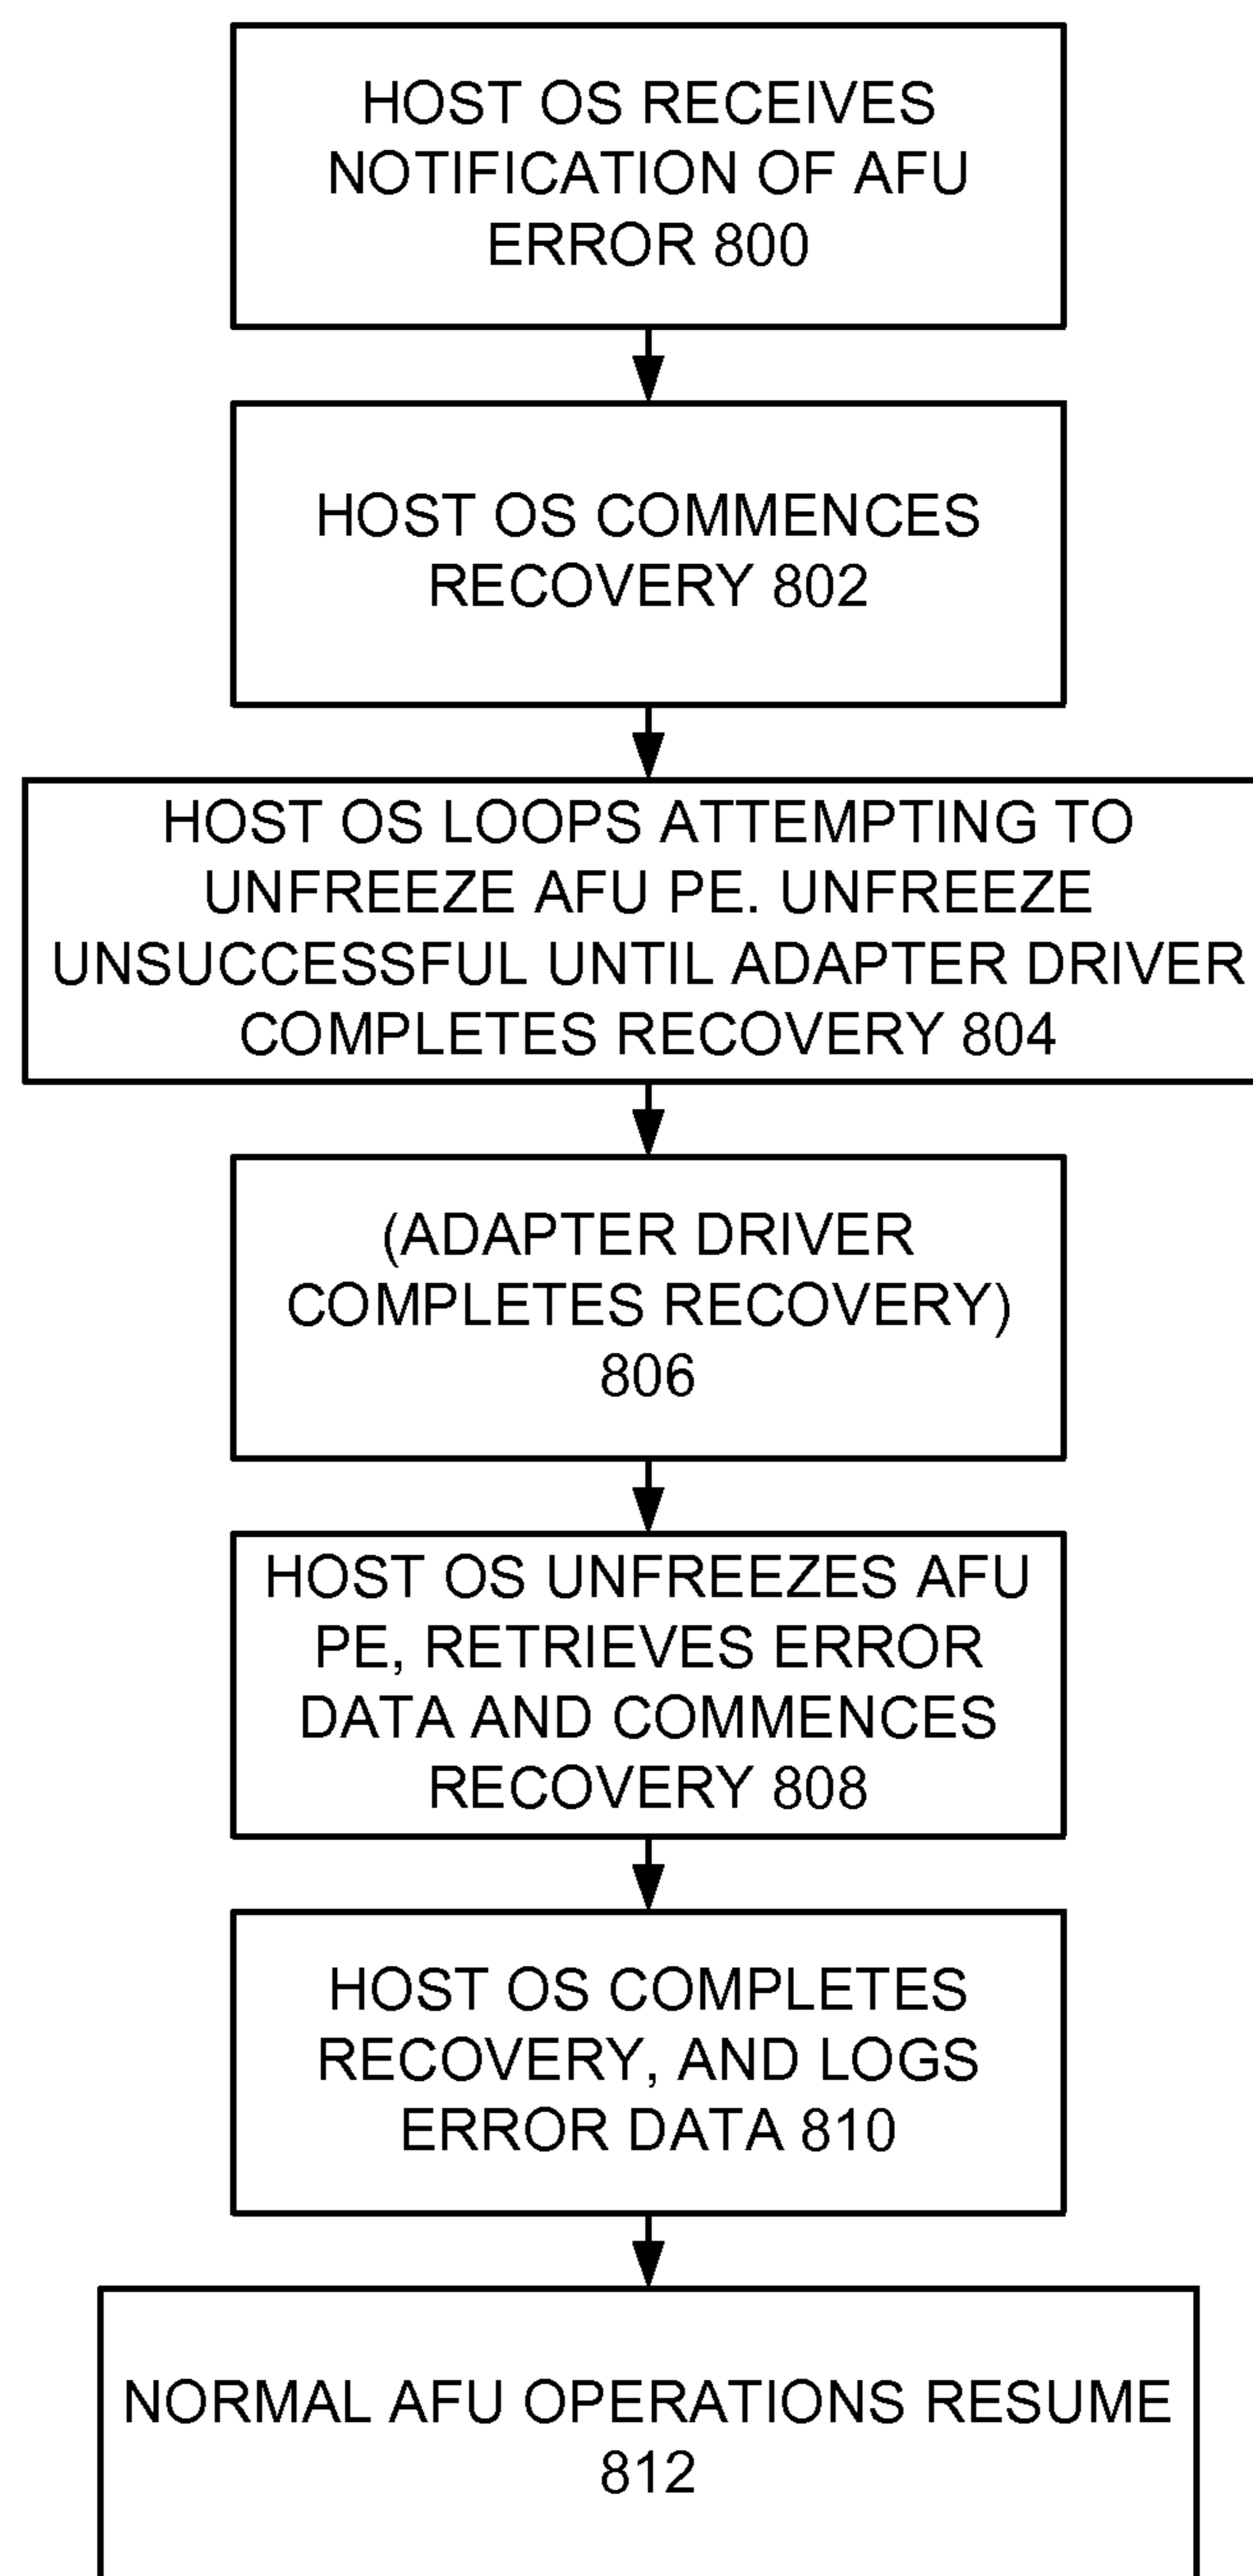 HOST OS RECEIVES
NOTIFICATION OF AFU
ERROR 800
HOST OS COMMENCES
RECOVERY 802
HOST OS LOOPS ATTEMPTING TO
UNFREEZE AFU PE. UNFREEZE
UNSUCCESSFUL UNTIL ADAPTER DRIVER
COMPLETES RECOVERY 804
(ADAPTER DRIVER
COMPLETES RECOVERY)
806
HOST OS UNFREEZES AFU
PE, RETRIEVES ERROR
DATA AND COMMENCES
RECOVERY 808
HOST OS COMPLETES
RECOVERY, AND LOGS
ERROR DATA 810
NORMAL AFU OPERATIONS RESUME
812